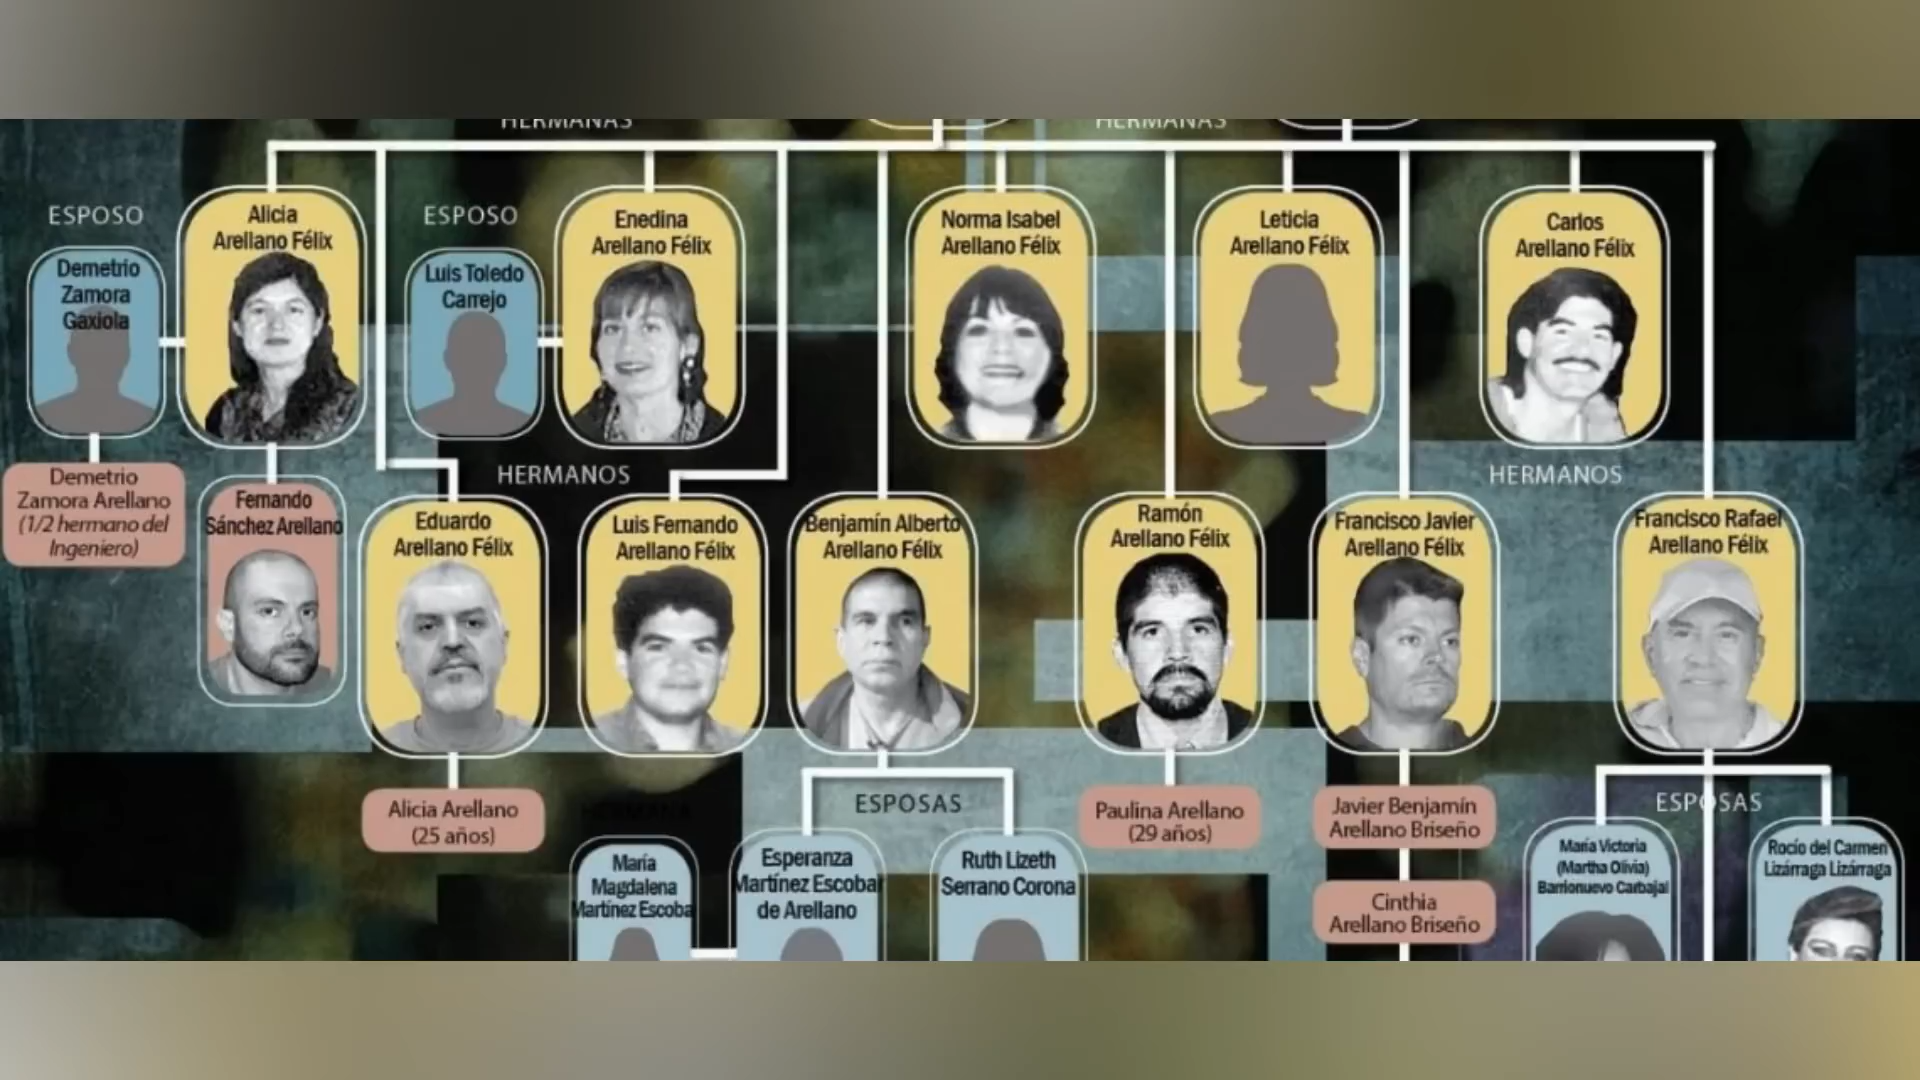 HERMANAS
HERMANAS
ESPOSO
Alicia
Arellano Félix
ESPOSO
Enedina
Arellano Félix
Norma Isabel
Arellano Félix
Leticia
Arellano Félix
Carlos
Arellano Félix
Demetrio
Zamora
Gaxiola
Luis Toledo
Carrejo
Demetrio
Zamora Arellano
(1/2 hermano del
Ingeniero)
HERMANOS
HERMANOS
Fernando
Sánchez Arellano
Eduardo
Arellano Félix
Luis Fernando
Arellano Félix
Benjamín Alberto
Arellano Félix
Ramón
Arellano Félix
Francisco Javier
Arellano Félix
Francisco Rafael
Arellano Félix
Alicia Arellano
(25 años)
HERMANA
ESPOSAS
Paulina Arellano
(29 años)
Javier Benjamín
Arellano Briseño
ESPOSAS
María
Magdalena
Martínez Escoba
Esperanza
Martínez Escobar
de Arellano
Ruth Lizeth
Serrano Corona
Cinthia
Arellano Briseño
María Victoria
(Martha Olivia)
Barrionuevo Carbajal
Rocío del Carmen
Lizárraga Lizárraga